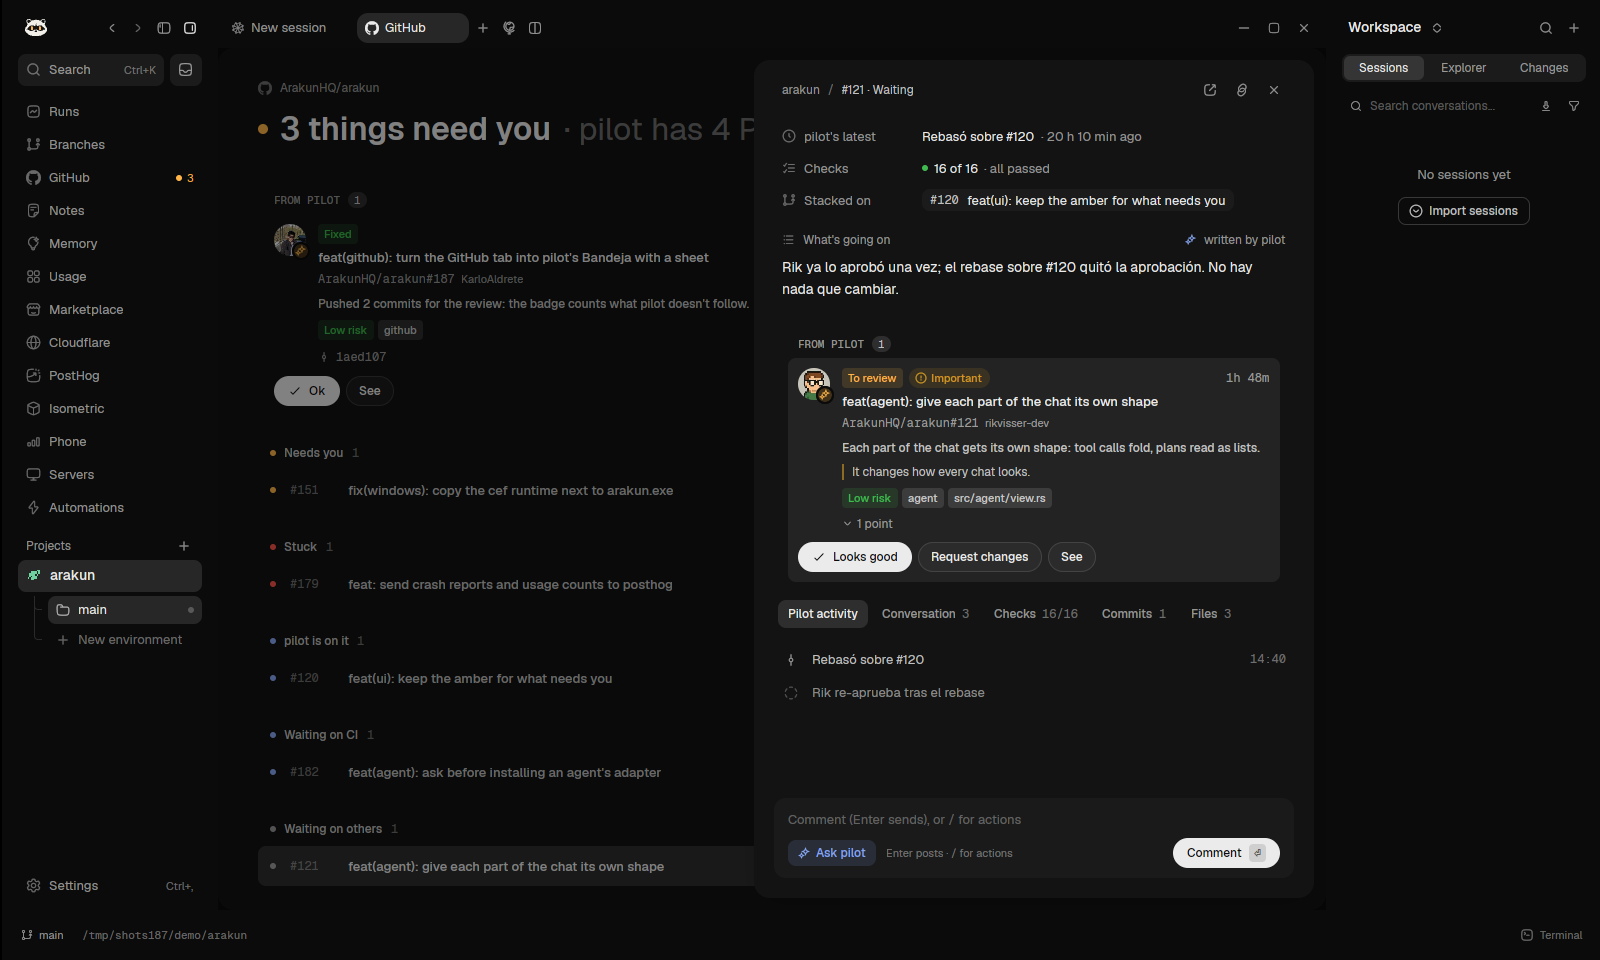 New session
GitHub
Workspace
Search
Ctrl+K
Runs
Branches
GitHub
3
Notes
Memory
Usage
Marketplace
Cloudflare
PostHog
Isometric
Phone
Servers
Automations
Projects
arakun
main
New environment
Settings
Ctrl+,
main
/tmp/shots187/demo/arakun
ArakunHQ/arakun
3 things need you · pilot has 4 P
FROM PILOT 1
Fixed
feat(github): turn the GitHub tab into pilot's Bandeja with a sheet
ArakunHQ/arakun#187 KarloAldrete
Pushed 2 commits for the review: the badge counts what pilot doesn't follow.
Low risk
github
1aed107
Ok
See
Needs you 1
#151 fix(windows): copy the cef runtime next to arakun.exe
Stuck 1
#179 feat: send crash reports and usage counts to posthog
pilot is on it 1
#120 feat(ui): keep the amber for what needs you
Waiting on CI 1
#182 feat(agent): ask before installing an agent's adapter
Waiting on others 1
#121 feat(agent): give each part of the chat its own shape
arakun / #121 · Waiting
pilot's latest Rebasó sobre #120 · 20 h 10 min ago
Checks 16 of 16 · all passed
Stacked on #120 feat(ui): keep the amber for what needs you
What's going on
written by pilot
Rik ya lo aprobó una vez; el rebase sobre #120 quitó la aprobación. No hay
nada que cambiar.
FROM PILOT 1
To review
Important
1h 48m
feat(agent): give each part of the chat its own shape
ArakunHQ/arakun#121 rikvisser-dev
Each part of the chat gets its own shape: tool calls fold, plans read as lists.
It changes how every chat looks.
Low risk
agent
src/agent/view.rs
1 point
Looks good
Request changes
See
Pilot activity
Conversation 3
Checks 16/16
Commits 1
Files 3
Rebasó sobre #120 14:40
Rik re-aprueba tras el rebase
Comment (Enter sends), or / for actions
Ask pilot
Enter posts · / for actions
Comment
Sessions
Explorer
Changes
Search conversations...
No sessions yet
Import sessions
Terminal